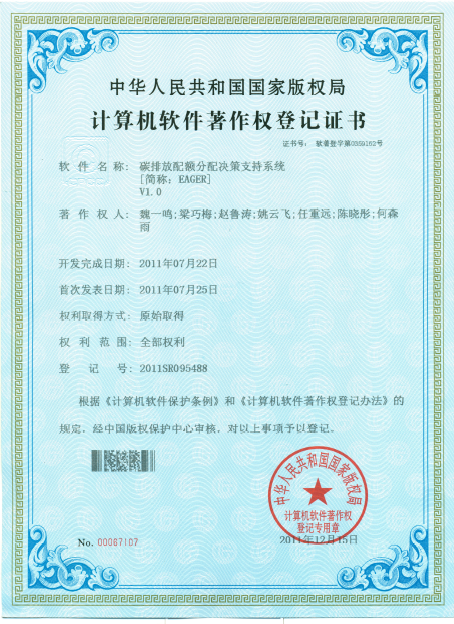 中华人民共和国国家版权局
计算机软件著作权登记证书
证书号： 软著登字第0359162号
软件名称： 碳排放配额分配决策支持系统
[简称：EAGER]
V1.0
著作权人： 魏一鸣;梁巧梅;赵鲁涛;姚云飞;任重远;陈晓彤;何森
雨
开发完成日期： 2011年07月22日
首次发表日期： 2011年07月25日
权利取得方式： 原始取得
权利范围： 全部权利
登记号： 2011SR095488
根据《计算机软件保护条例》和《计算机软件著作权登记办法》的
规定，经中国版权保护中心审核，对以上事项予以登记。
中华人民共和国国家版权局
计算机软件著作权
登记专用章
2011年12月15日
No. 00067107